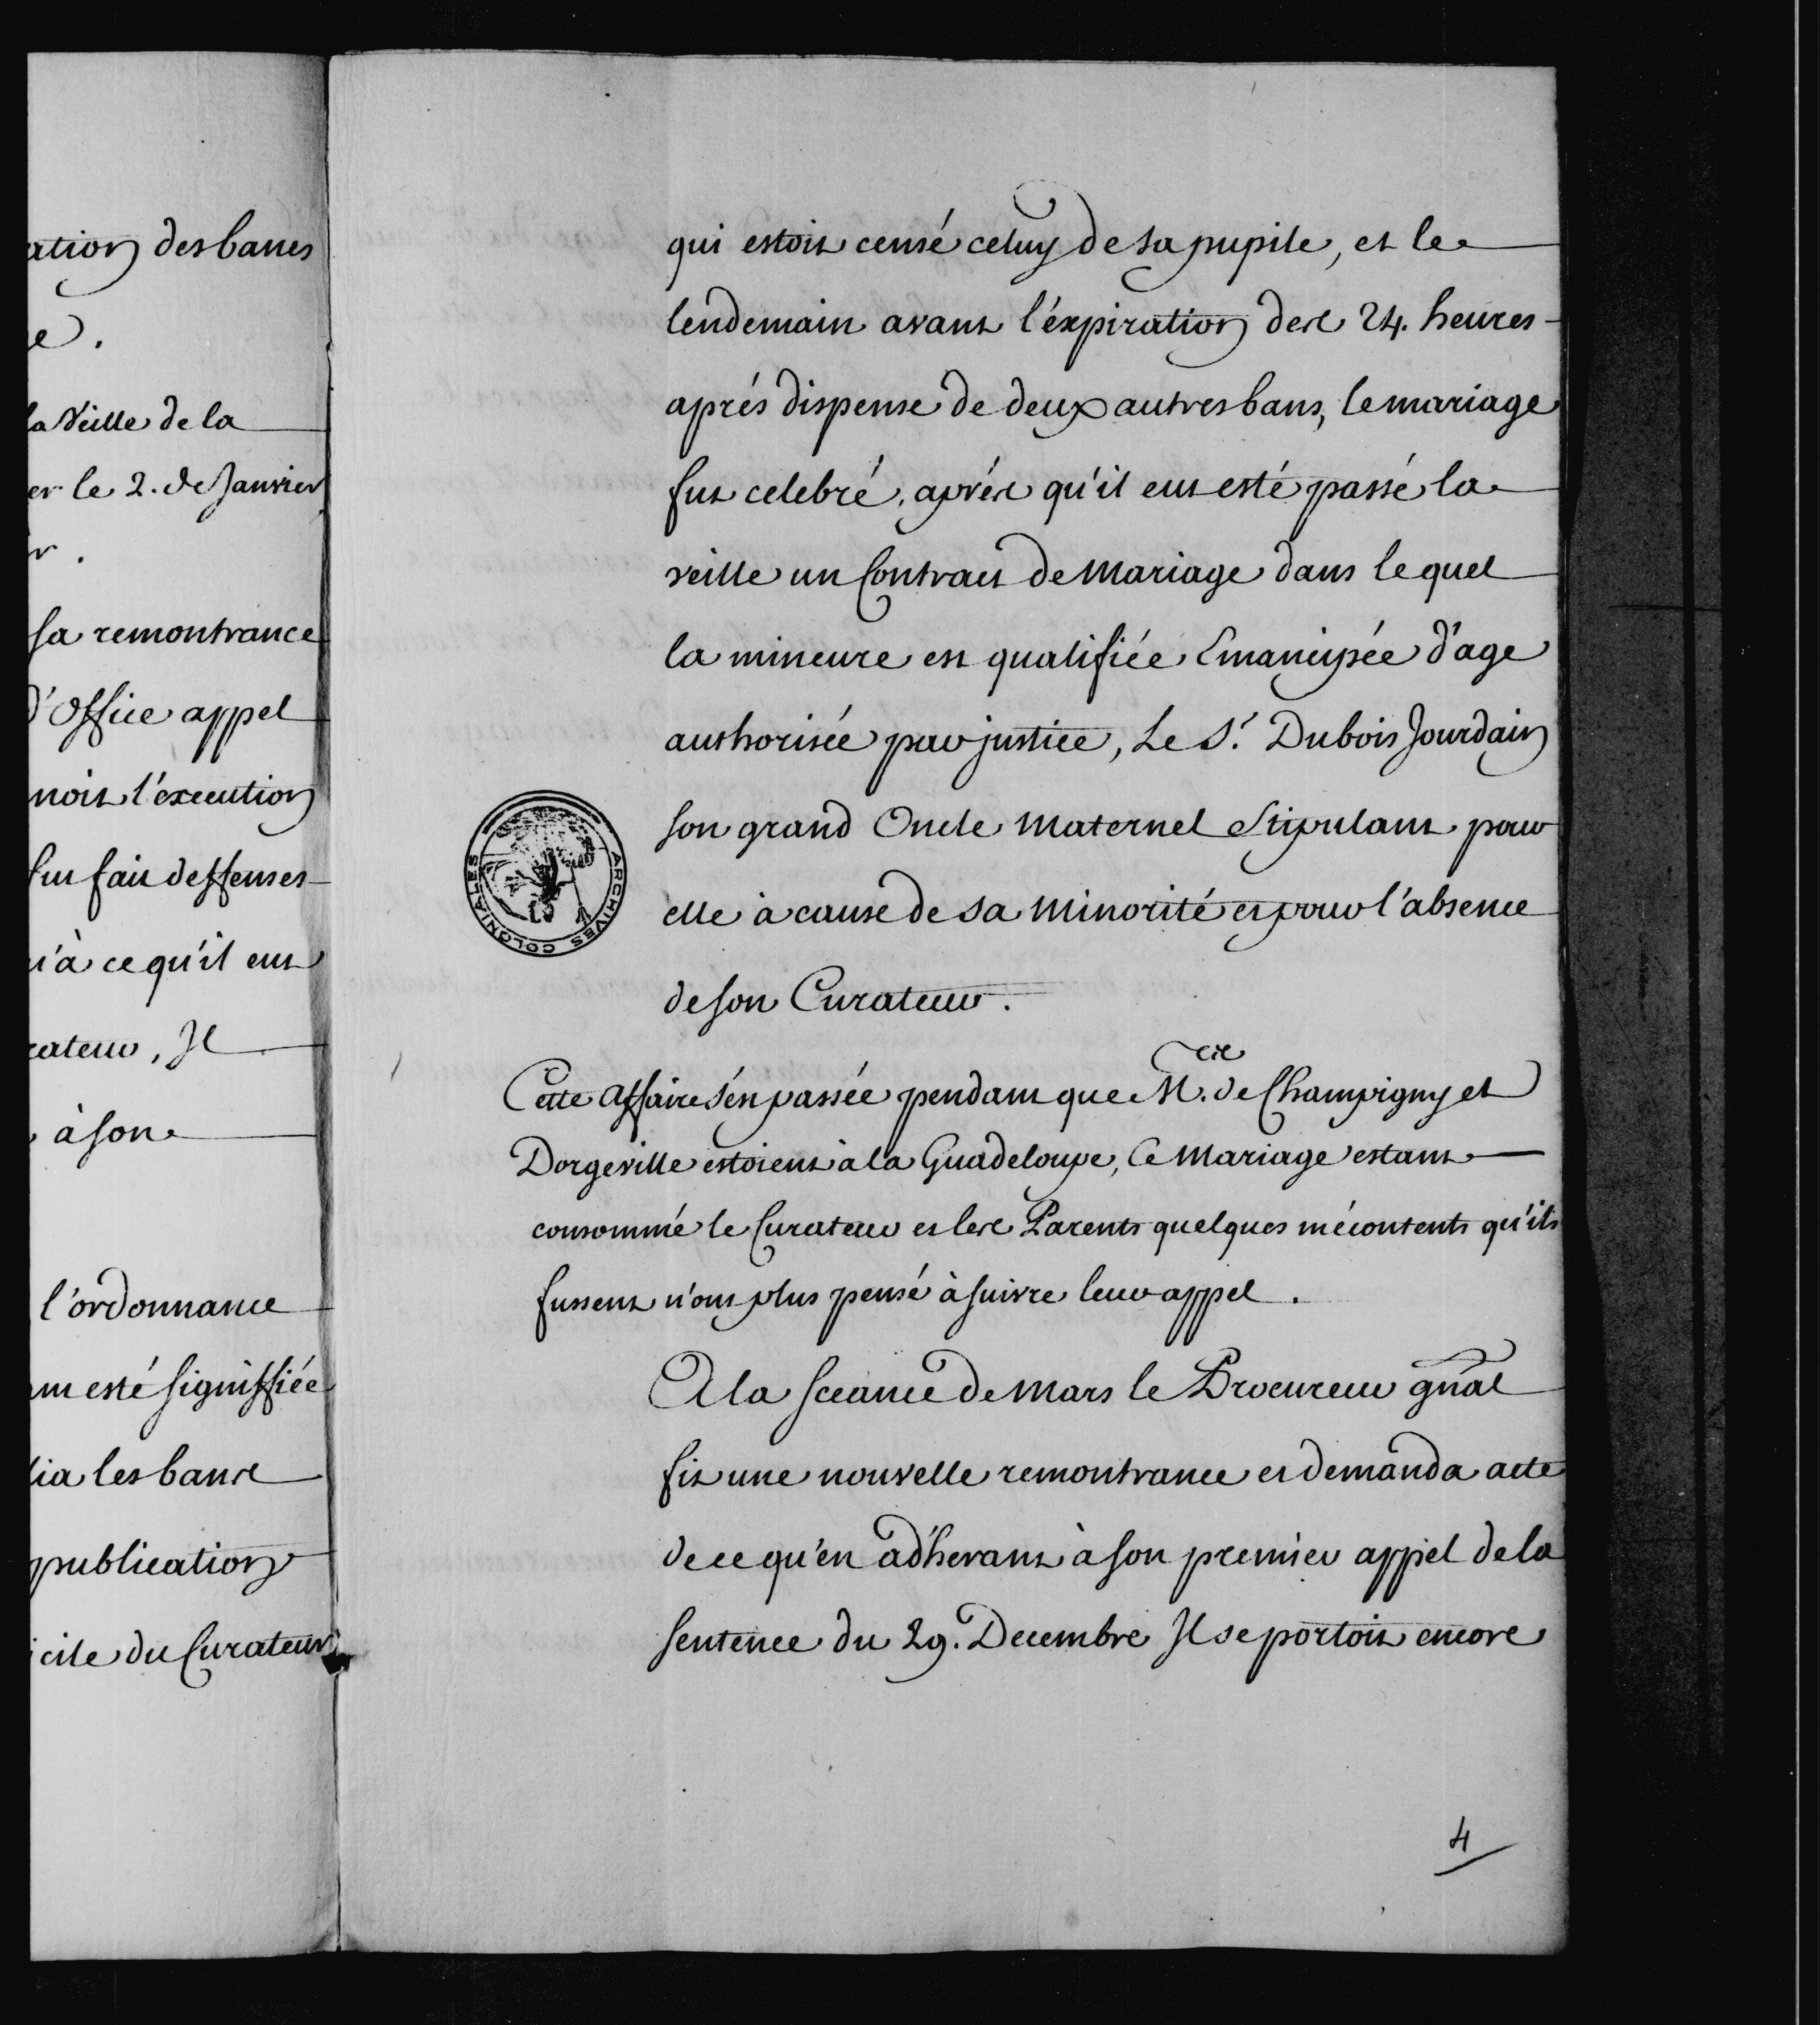 ation des banes
e.
la veille de la
er le 2. de Janvier
r.
sa remontrance
d'Office appel
noit l'execution
fut fait deffenses
u'à ce qu'il eut
rateur, Il
à son
l'ordonnance
nt esté signiffiée
lia les bans
publication
icile du Curateur
qui estoit censé celuy de sa pupile, et le
lendemain avant l'éxpiration des 24. heures
aprés dispense de deux autres bans, le mariage
fut celebré, aprés qu'il eut esté passé la
veille un Contract de Mariage dans le quel
la mineure est qualifiée Emancipée d'age
authorisée par justice, Le S.r Dubois Jourdain
son grand Oncle Maternel Stipulant pour
elle à cause de sa Minorité et pour l'absence
de son Curateur.
ARCHIVES COLONIALES
Cette affaire s'est passée pendant que M.rs de Champigny et
Dorgeville estoient à la Guadeloupe, Ce Mariage estant
consommé le Curateur et les Parents quelques mécontents qu'ils
fussent n'ont plus pensé à suivre leur appel.
A la sceance de Mars le Procureur gñal
fit une nouvelle remontrance et demanda acte
de ce qu'en adhérant à son premier appel de la
sentence du 29. Decembre Il se portoit encore
4